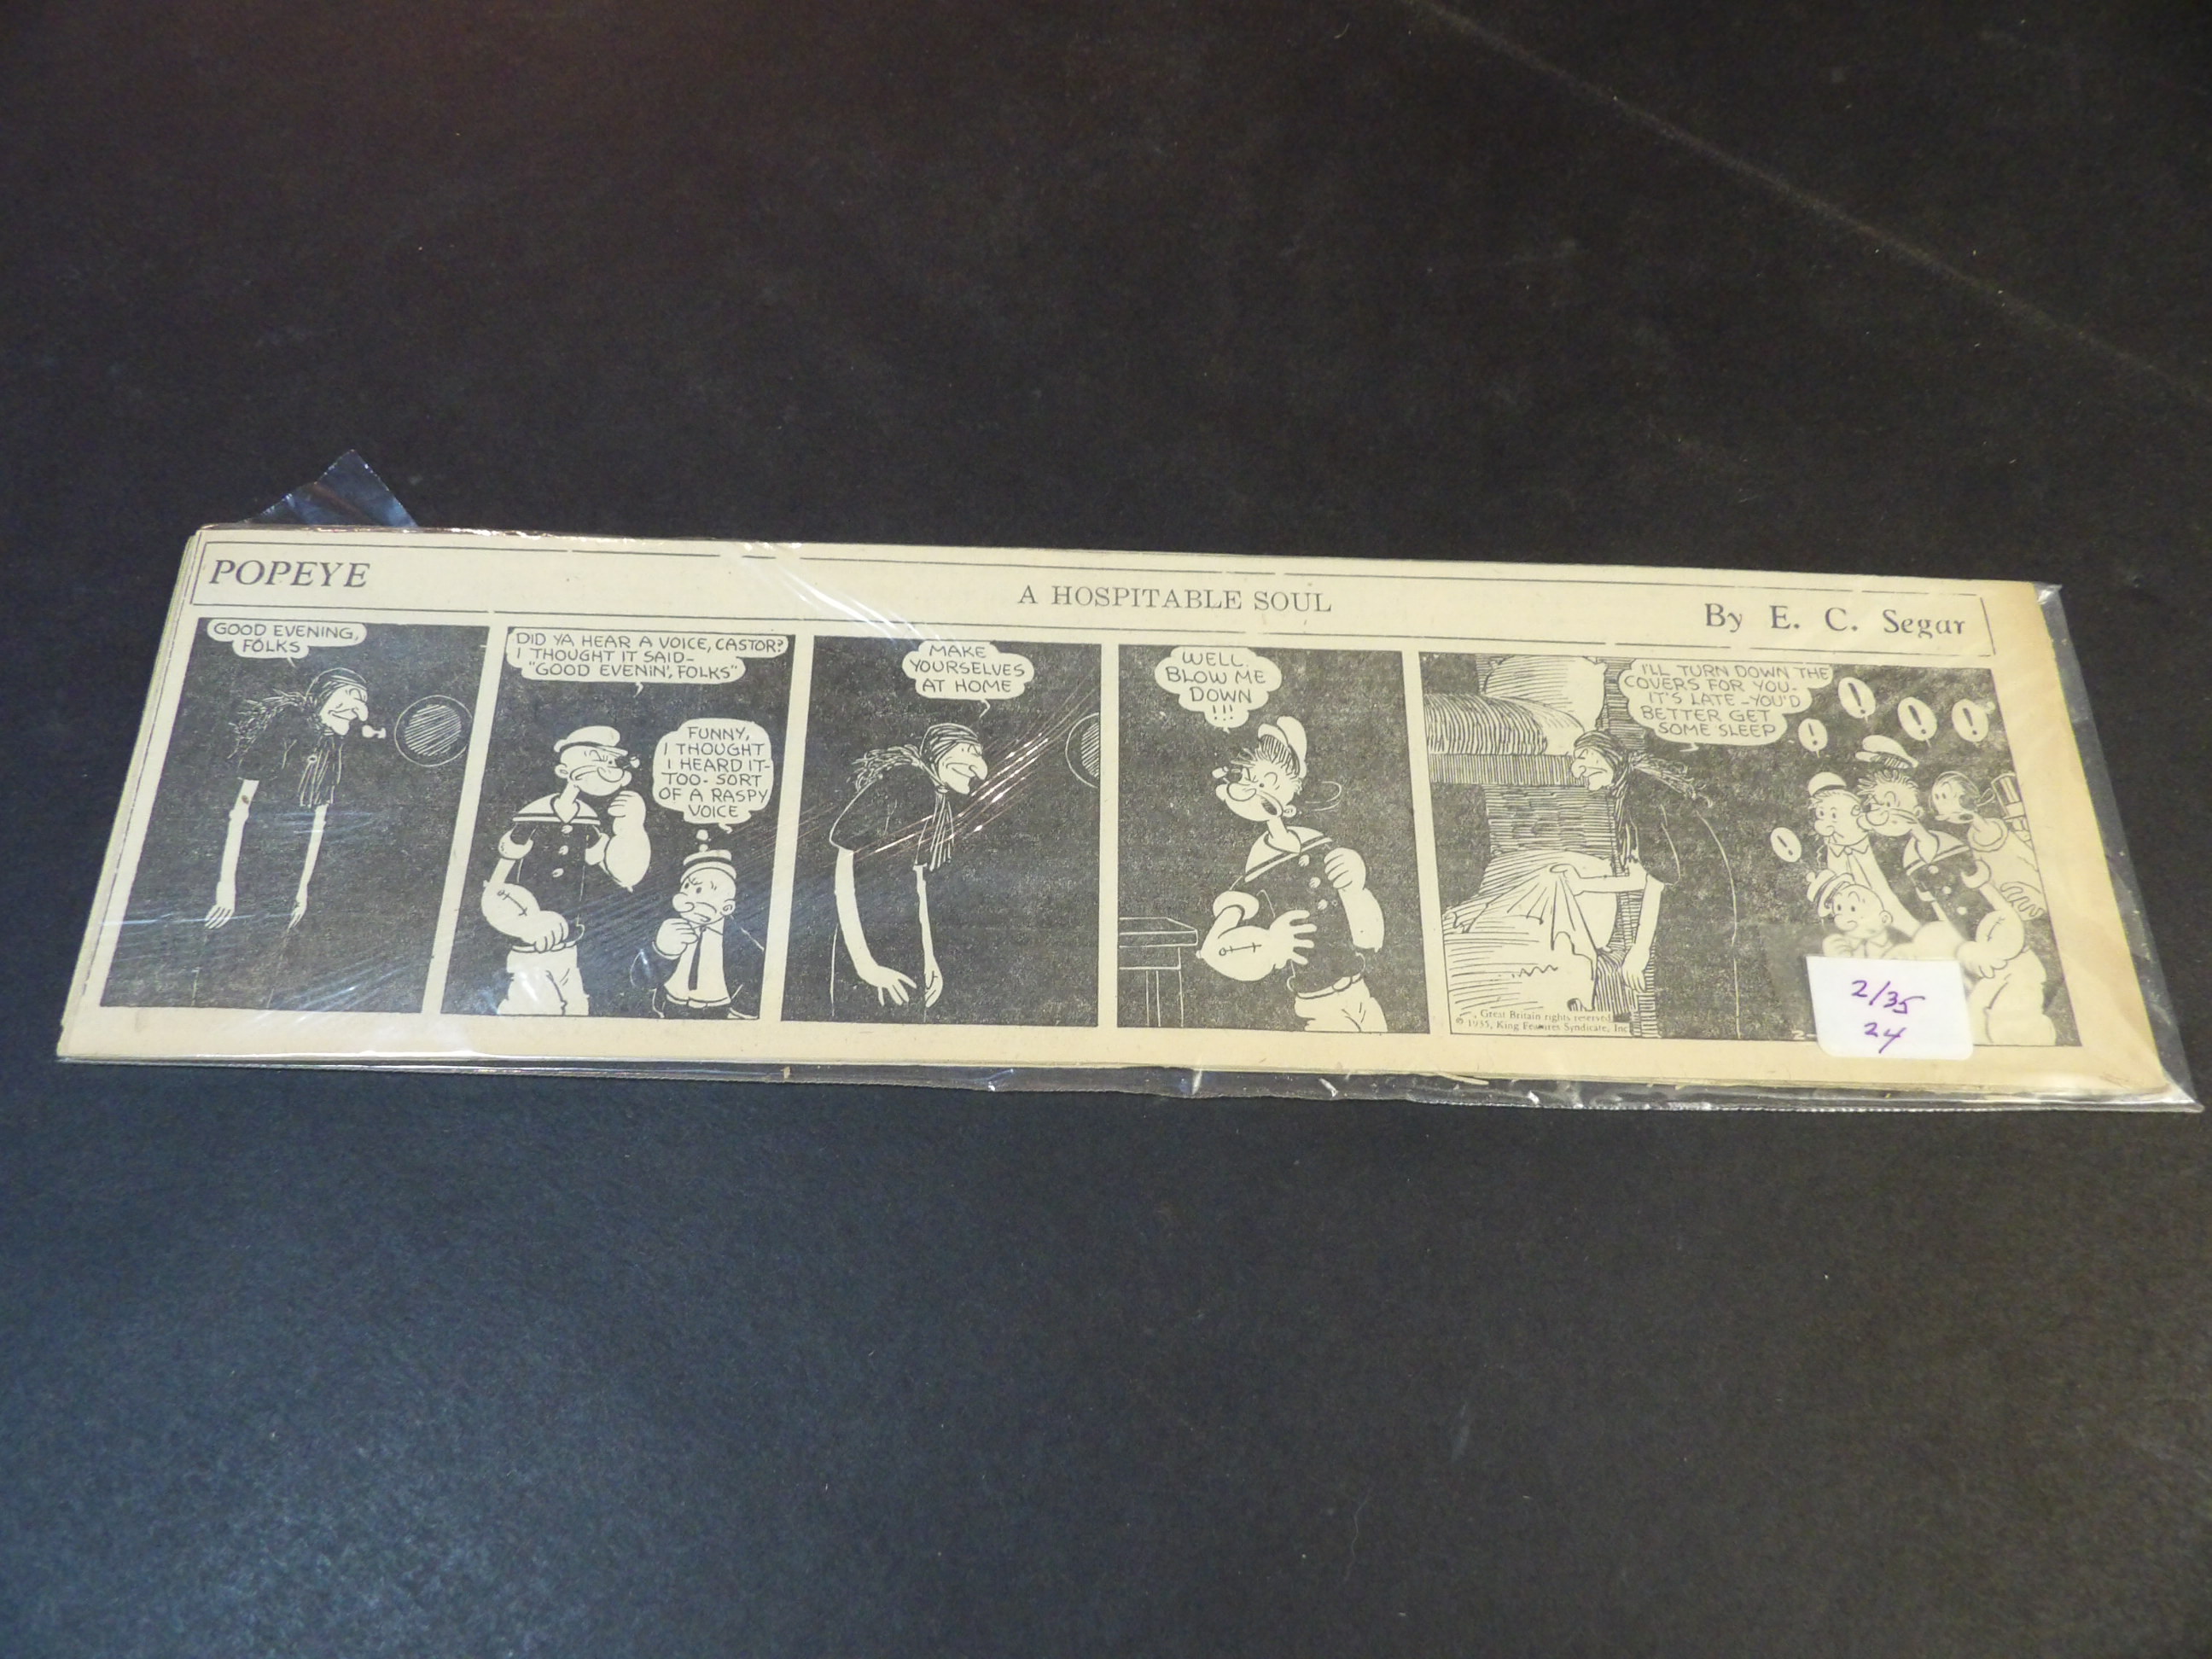 POPEYE
A HOSPITABLE SOUL
By E. C. Segar
GOOD EVENING,
FOLKS
DID YA HEAR A VOICE, CASTOR?
I THOUGHT IT SAID-
"GOOD EVENIN', FOLKS"
FUNNY,
I THOUGHT
I HEARD IT-
TOO- SORT
OF A RASPY
VOICE
MAKE
YOURSELVES
AT HOME
WELL,
BLOW ME
DOWN
!!!
I'LL TURN DOWN THE
COVERS FOR YOU-
IT'S LATE -YOU'D
BETTER GET
SOME SLEEP
!
!
!
!
!
Great Britain rights reserved
© 1935, King Features Syndicate, Inc
2-
2/35
24